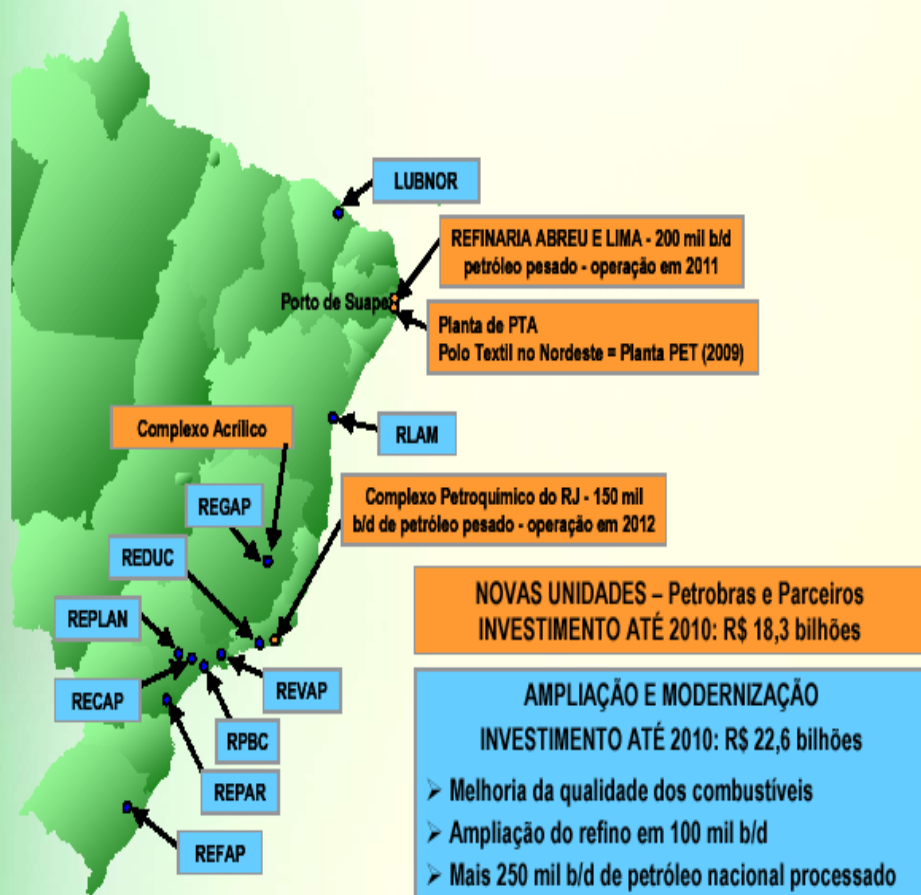 LUBNOR
REFINARIA ABREU E LIMA - 200 mil b/d
petróleo pesado - operação em 2011
Porto de Suape
Planta de PTA
Polo Textil no Nordeste = Planta PET (2009)
Complexo Acrílico
RLAM
REGAP
Complexo Petroquímico do RJ - 150 mil
b/d de petróleo pesado - operação em 2012
REDUC
REPLAN
RECAP
REVAP
RPBC
REPAR
REFAP
NOVAS UNIDADES – Petrobras e Parceiros
INVESTIMENTO ATÉ 2010: R$ 18,3 bilhões
AMPLIAÇÃO E MODERNIZAÇÃO
INVESTIMENTO ATÉ 2010: R$ 22,6 bilhões
➢ Melhoria da qualidade dos combustíveis
➢ Ampliação do refino em 100 mil b/d
➢ Mais 250 mil b/d de petróleo nacional processado